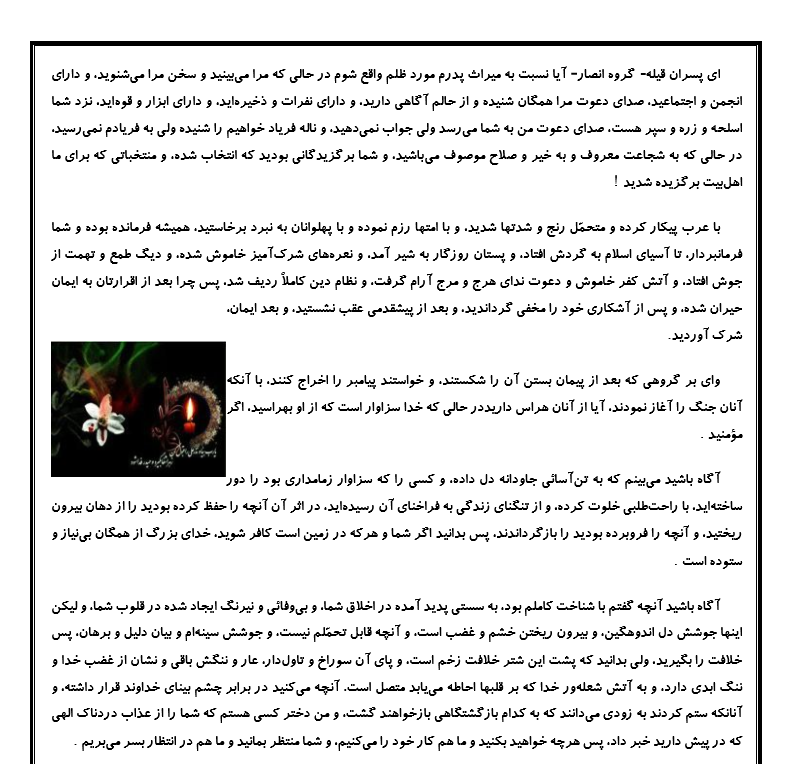 ای پسران قیله- گروه انصار- آیا نسبت به میراث پدرم مورد ظلم واقع شوم در حالی که مرا می‌بینید و سخن مرا می‌شنوید، و دارای
انجمن و اجتماعید، صدای دعوت مرا همگان شنیده و از حالم آگاهی دارید، و دارای نفرات و ذخیره‌اید، و دارای ابزار و قوه‌اید، نزد شما
اسلحه و زره و سپر هست، صدای دعوت من به شما می‌رسد ولی جواب نمی‌دهید، و ناله فریاد خواهیم را شنیده ولی به فریادم نمی‌رسید،
در حالی که به شجاعت معروف و به خیر و صلاح موصوف می‌باشید، و شما برگزیدگانی بودید که انتخاب شده، و منتخباتی که برای ما
اهل‌بیت برگزیده شدید !
با عرب پیکار کرده و متحمّل رنج و شدتها شدید، و با امتها رزم نموده و با پهلوانان به نبرد برخاستید، همیشه فرمانده بوده و شما
فرمانبردار، تا آسیای اسلام به گردش افتاد، و پستان روزگار به شیر آمد، و نعره‌های شرک‌آمیز خاموش شده، و دیگ طمع و تهمت از
جوش افتاد، و آتش کفر خاموش و دعوت ندای هرج و مرج آرام گرفت، و نظام دین کاملاً ردیف شد، پس چرا بعد از اقرارتان به ایمان
حیران شده، و پس از آشکاری خود را مخفی گرداندید، و بعد از پیشقدمی عقب نشستید، و بعد ایمان،
شرک آوردید.
وای بر گروهی که بعد از پیمان بستن آن را شکستند، و خواستند پیامبر را اخراج کنند، با آنکه
آنان جنگ را آغاز نمودند، آیا از آنان هراس داریددر حالی که خدا سزاوار است که از او بهراسید، اگر
مؤمنید .
آگاه باشید می‌بینم که به تن‌آسائی جاودانه دل داده، و کسی را که سزاوار زمامداری بود را دور
ساخته‌اید، با راحت‌طلبی خلوت کرده، و از تنگنای زندگی به فراخنای آن رسیده‌اید، در اثر آن آنچه را حفظ کرده بودید را از دهان بیرون
ریختید، و آنچه را فروبرده بودید را بازگرداندند، پس بدانید اگر شما و هرکه در زمین است کافر شوید، خدای بزرگ از همگان بی‌نیاز و
ستوده است .
آگاه باشید آنچه گفتم با شناخت کاملم بود، به سستی پدید آمده در اخلاق شما، و بی‌وفائی و نیرنگ ایجاد شده در قلوب شما، و لیکن
اینها جوشش دل اندوهگین، و بیرون ریختن خشم و غضب است، و آنچه قابل تحمّلم نیست، و جوشش سینه‌ام و بیان دلیل و برهان، پس
خلافت را بگیرید، ولی بدانید که پشت این شتر خلافت زخم است، و پای آن سوراخ و تاول‌دار، عار و ننگش باقی و نشان از غضب خدا و
ننگ ابدی دارد، و به آتش شعله‌ور خدا که بر قلبها احاطه می‌یابد متصل است. آنچه می‌کنید در برابر چشم بینای خداوند قرار داشته، و
آنانکه ستم کردند به زودی می‌دانند که به کدام بازگشتگاهی بازخواهند گشت، و من دختر کسی هستم که شما را از عذاب دردناک الهی
که در پیش دارید خبر داد، پس هرچه خواهید بکنید و ما هم کار خود را می‌کنیم، و شما منتظر بمانید و ما هم در انتظار بسر می‌بریم .